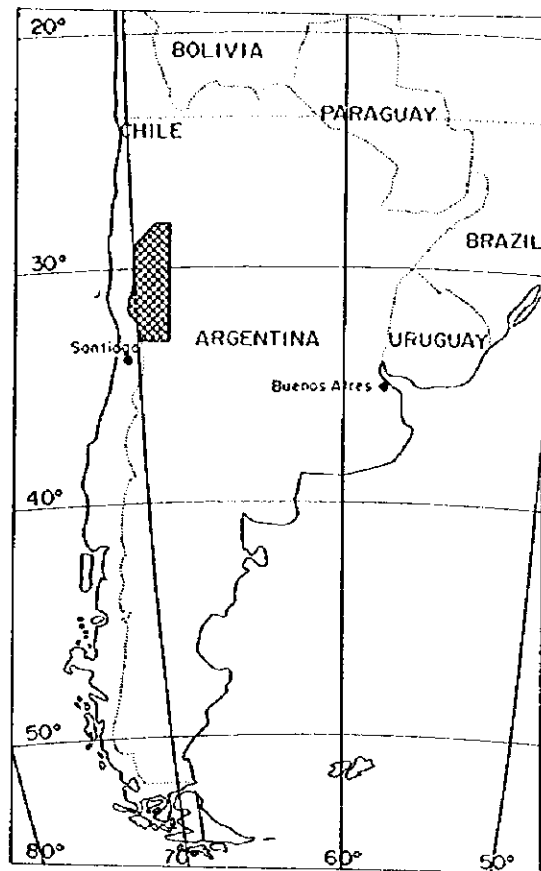 20°
BOLIVIA
PARAGUAY
CHILE
BRAZIL
30°
ARGENTINA
URUGUAY
Santiago
Buenos Aires
40°
50°
80°
70°
60°
50°